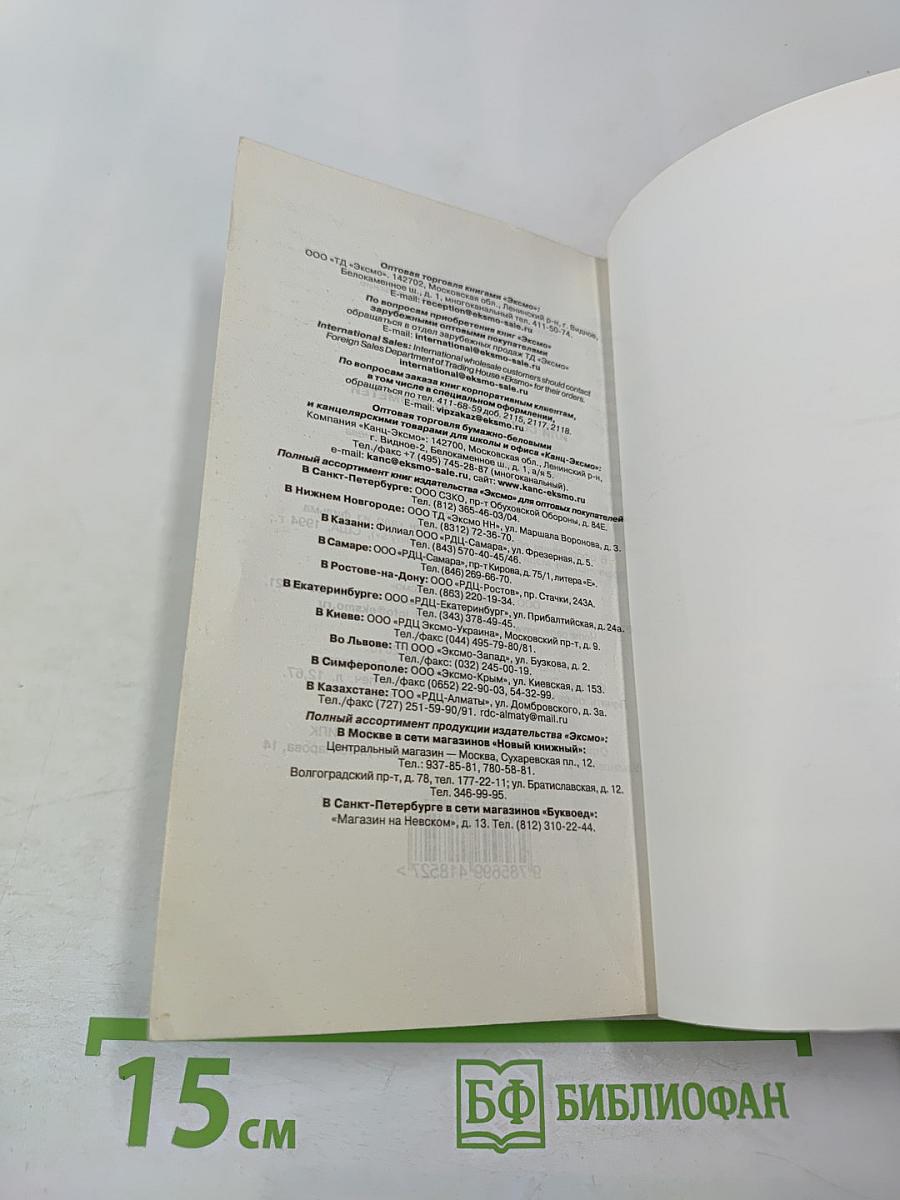 Оптовая торговля книгами «Эксмо»:
ООО «ТД «Эксмо». 142702, Московская обл., Ленинский р-н, г. Видное,
Белокаменное ш., д. 1, многоканальный тел. 411-50-74.
E-mail: reception@eksmo-sale.ru
По вопросам приобретения книг «Эксмо»
зарубежными оптовыми покупателями
обращаться в отдел зарубежных продаж ТД «Эксмо»
E-mail: international@eksmo-sale.ru
International Sales: International wholesale customers should contact
Foreign Sales Department of Trading House «Eksmo» for their orders.
international@eksmo-sale.ru
По вопросам заказа книг корпоративным клиентам,
в том числе в специальном оформлении,
обращаться по тел. 411-68-59 доб. 2115, 2117, 2118.
E-mail: vipzakaz@eksmo.ru
Оптовая торговля бумажно-беловыми
и канцелярскими товарами для школы и офиса «Канц-Эксмо»:
Компания «Канц-Эксмо»: 142700, Московская обл., Ленинский р-н,
г. Видное-2, Белокаменное ш., д. 1, а/я 5.
Тел./факс +7 (495) 745-28-87 (многоканальный).
e-mail: kanc@eksmo-sale.ru, сайт: www.kanc-eksmo.ru
Полный ассортимент книг издательства «Эксмо» для оптовых покупателей
В Санкт-Петербурге: ООО СЗКО, пр-т Обуховской Обороны, д. 84Е.
Тел. (812) 365-46-03/04.
В Нижнем Новгороде: ООО ТД «Эксмо НН», ул. Маршала Воронова, д. 3.
Тел. (8312) 72-36-70.
В Казани: Филиал ООО «РДЦ-Самара», ул. Фрезерная, д. 5.
Тел. (843) 570-40-45/46.
В Самаре: ООО «РДЦ-Самара», пр-т Кирова, д. 75/1, литера «Е».
Тел. (846) 269-66-70.
В Ростове-на-Дону: ООО «РДЦ-Ростов», пр. Стачки, 243А.
Тел. (863) 220-19-34.
В Екатеринбурге: ООО «РДЦ-Екатеринбург», ул. Прибалтийская, д. 24а.
Тел. (343) 378-49-45.
В Киеве: ООО «РДЦ Эксмо-Украина», Московский пр-т, д. 9.
Тел./факс (044) 495-79-80/81.
Во Львове: ТП ООО «Эксмо-Запад», ул. Бузкова, д. 2.
Тел./факс: (032) 245-00-19.
В Симферополе: ООО «Эксмо-Крым», ул. Киевская, д. 153.
Тел./факс (0652) 22-90-03, 54-32-99.
В Казахстане: ТОО «РДЦ-Алматы», ул. Домбровского, д. 3а.
Тел./факс (727) 251-59-90/91. rdc-almaty@mail.ru
Полный ассортимент продукции издательства «Эксмо»:
В Москве в сети магазинов «Новый книжный»:
Центральный магазин — Москва, Сухаревская пл., 12.
Тел.: 937-85-81, 780-58-81.
Волгоградский пр-т, д. 78, тел. 177-22-11; ул. Братиславская, д. 12.
Тел. 346-99-95.
В Санкт-Петербурге в сети магазинов «Буквоед»:
«Магазин на Невском», д. 13. Тел. (812) 310-22-44.
9 785699 418527 >
15 см
БФ БИБЛИОФАН